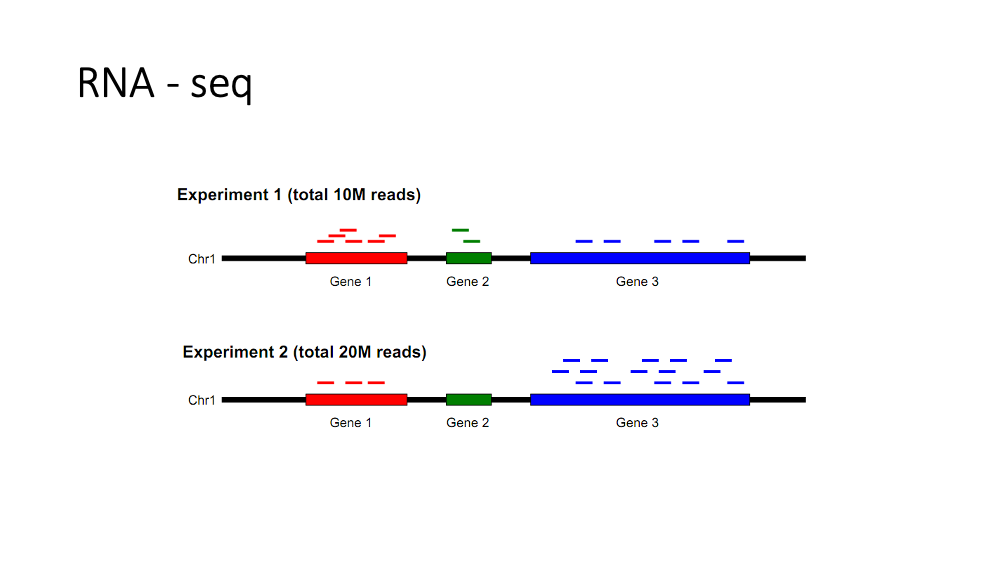 RNA - seq
Experiment 1 (total 10M reads)
Chr1
Gene 1 Gene 2 Gene 3
Experiment 2 (total 20M reads)
Chr1
Gene 1 Gene 2 Gene 3